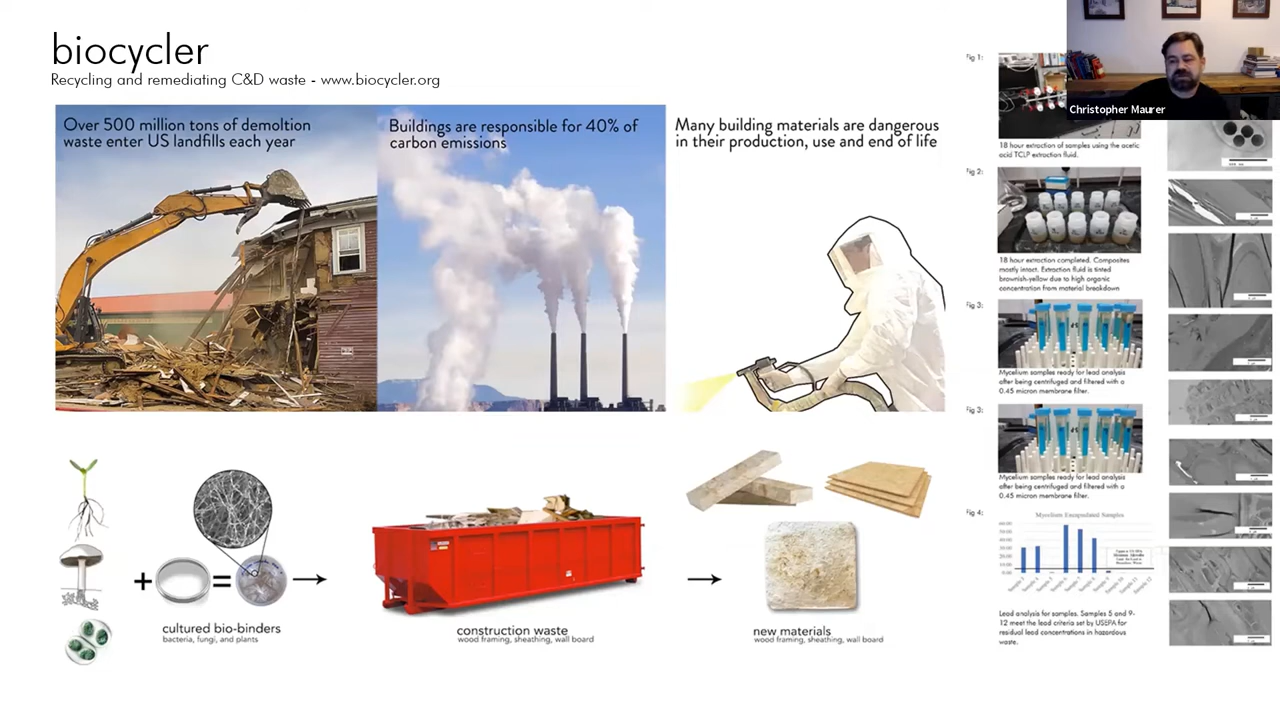 biocycler
Recycling and remediating C&D waste - www.biocycler.org
Over 500 million tons of demoltion
waste enter US landfills each year
Buildings are responsible for 40% of
carbon emissions
Many building materials are dangerous
in their production, use and end of life
cultured bio-binders
bacteria, fungi, and plants
construction waste
wood framing, sheathing, wall board
new materials
wood framing, sheathing, wall board
Christopher Maurer
Fig 1:
18 hour extraction of samples using the acetic
acid TCLP extraction fluid.
Fig 2:
18 hour extraction completed. Composites
mostly intact. Extraction fluid is tinted
brownish-yellow due to high organic
concentration from material breakdown
Fig 3:
Mycelium samples ready for lead analysis
after being centrifuged and filtered with a
0.45 micron membrane filter.
Fig 3:
Mycelium samples ready for lead analysis
after being centrifuged and filtered with a
0.45 micron membrane filter.
Fig 4:
Mycelium Encapsulated Samples
Lead analysis for samples. Samples 5 and 9-
12 meet the lead criteria set by USEPA for
residual lead concentrations in hazardous
waste.